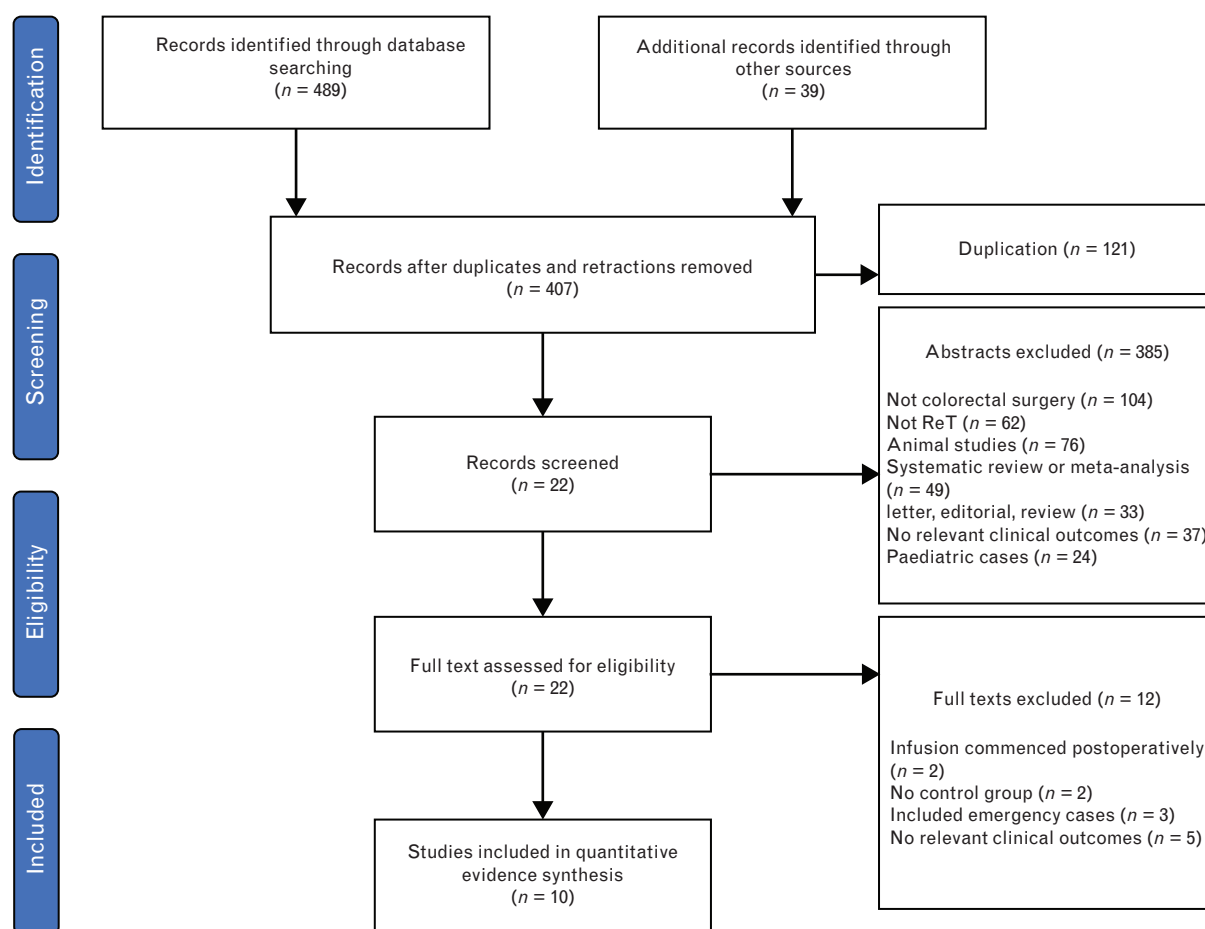 Identification
Records identified through database
searching
(n = 489)
Additional records identified through
other sources
(n = 39)
Records after duplicates and retractions removed
(n = 407)
Duplication (n = 121)
Screening
Abstracts excluded (n = 385)
Not colorectal surgery (n = 104)
Not ReT (n = 62)
Animal studies (n = 76)
Systematic review or meta-analysis
(n = 49)
letter, editorial, review (n = 33)
No relevant clinical outcomes (n = 37)
Paediatric cases (n = 24)
Records screened
(n = 22)
Eligibility
Full text assessed for eligibility
(n = 22)
Full texts excluded (n = 12)
Infusion commenced postoperatively
(n = 2)
No control group (n = 2)
Included emergency cases (n = 3)
No relevant clinical outcomes (n = 5)
Included
Studies included in quantitative
evidence synthesis
(n = 10)